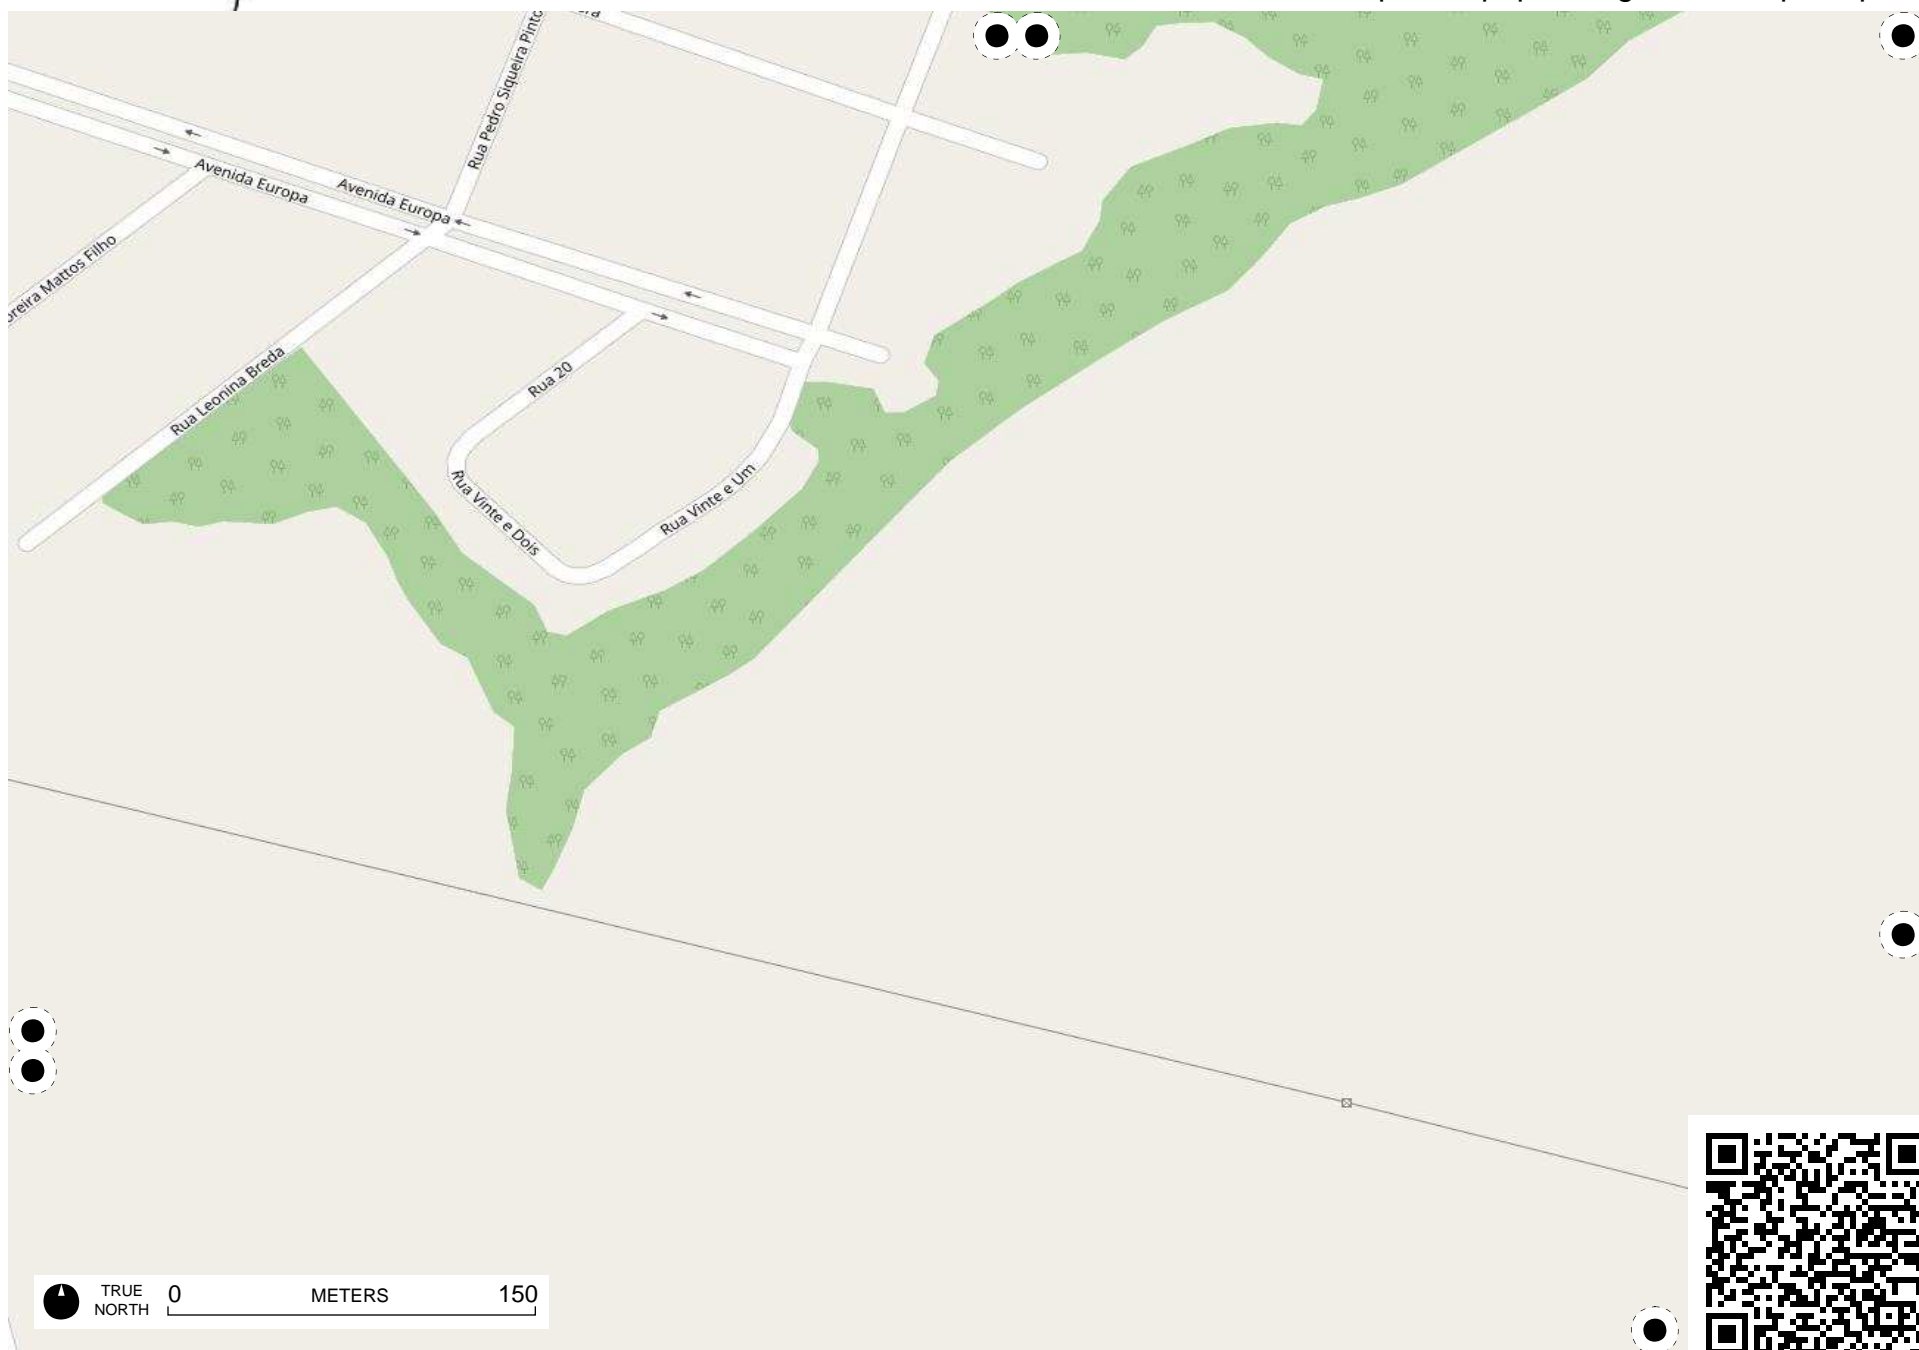 Rua Pedro Siqueira Pinto
Avenida Europa
Avenida Europa
Mattos Filho
Rua Leonina Breda
Rua 20
Rua Vinte e Dois
Rua Vinte e Um
TRUE
NORTH
0 METERS 150